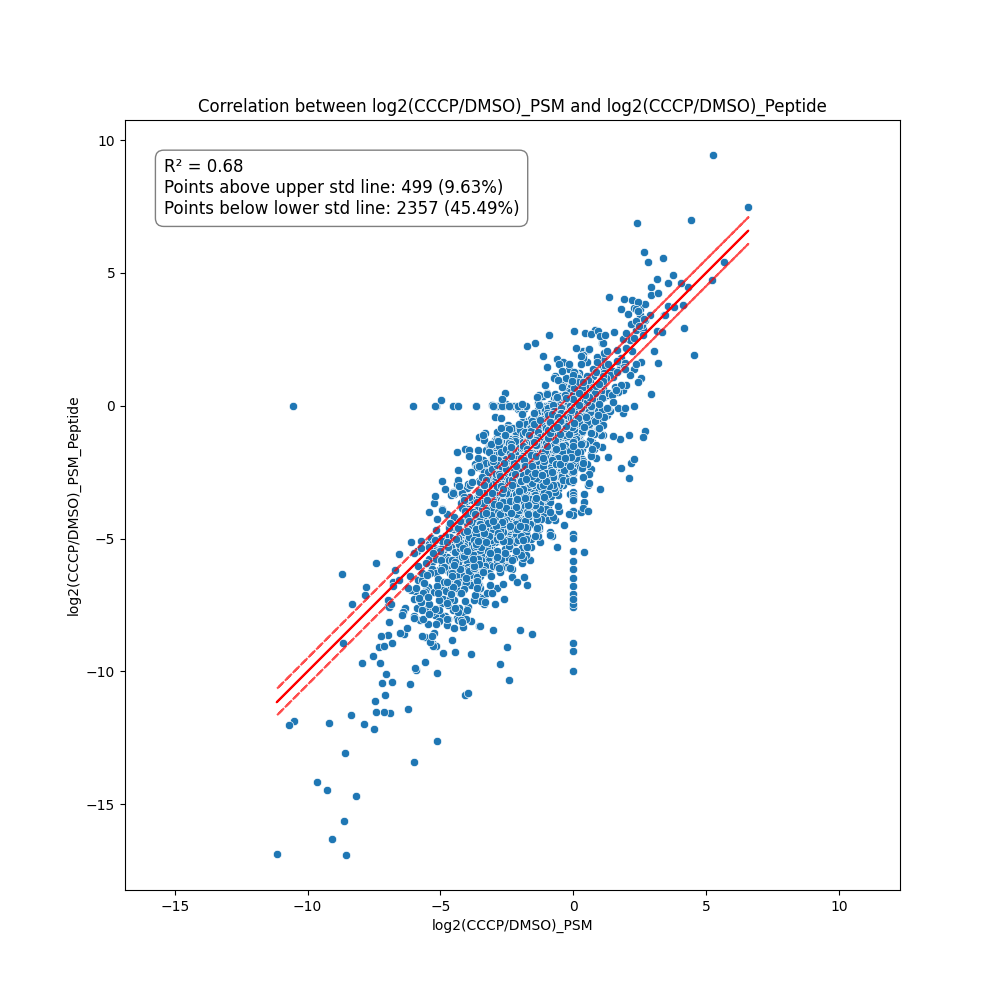 Correlation between log2(CCCP/DMSO)_PSM and log2(CCCP/DMSO)_Peptide
R² = 0.68
Points above upper std line: 499 (9.63%)
Points below lower std line: 2357 (45.49%)
10
5
0
−5
−10
−15
log2(CCCP/DMSO)_PSM_Peptide
−15 −10 −5 0 5 10
log2(CCCP/DMSO)_PSM